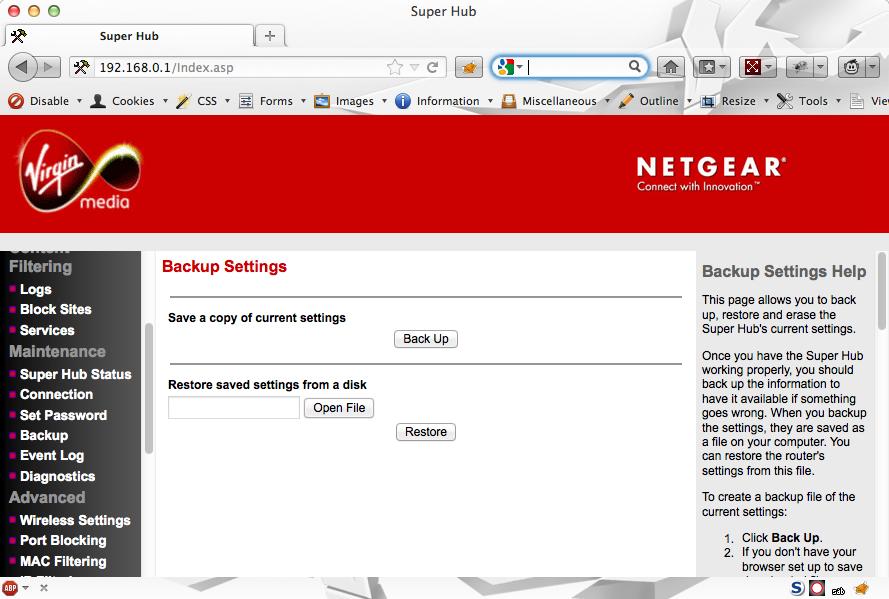 Super Hub
Super Hub
192.168.0.1/Index.asp
Disable Cookies CSS Forms Images Information Miscellaneous Outline Resize Tools
Virgin
media
NETGEAR®
Connect with Innovation™
Content
Filtering
Logs
Block Sites
Services
Maintenance
Super Hub Status
Connection
Set Password
Backup
Event Log
Diagnostics
Advanced
Wireless Settings
Port Blocking
MAC Filtering
Backup Settings
Save a copy of current settings
Back Up
Restore saved settings from a disk
Open File
Restore
Backup Settings Help
This page allows you to back
up, restore and erase the
Super Hub's current settings.
Once you have the Super Hub
working properly, you should
back up the information to
have it available if something
goes wrong. When you backup
the settings, they are saved as
a file on your computer. You
can restore the router's
settings from this file.
To create a backup file of the
current settings:
1. Click Back Up.
2. If you don't have your
browser set up to save
ABP
S